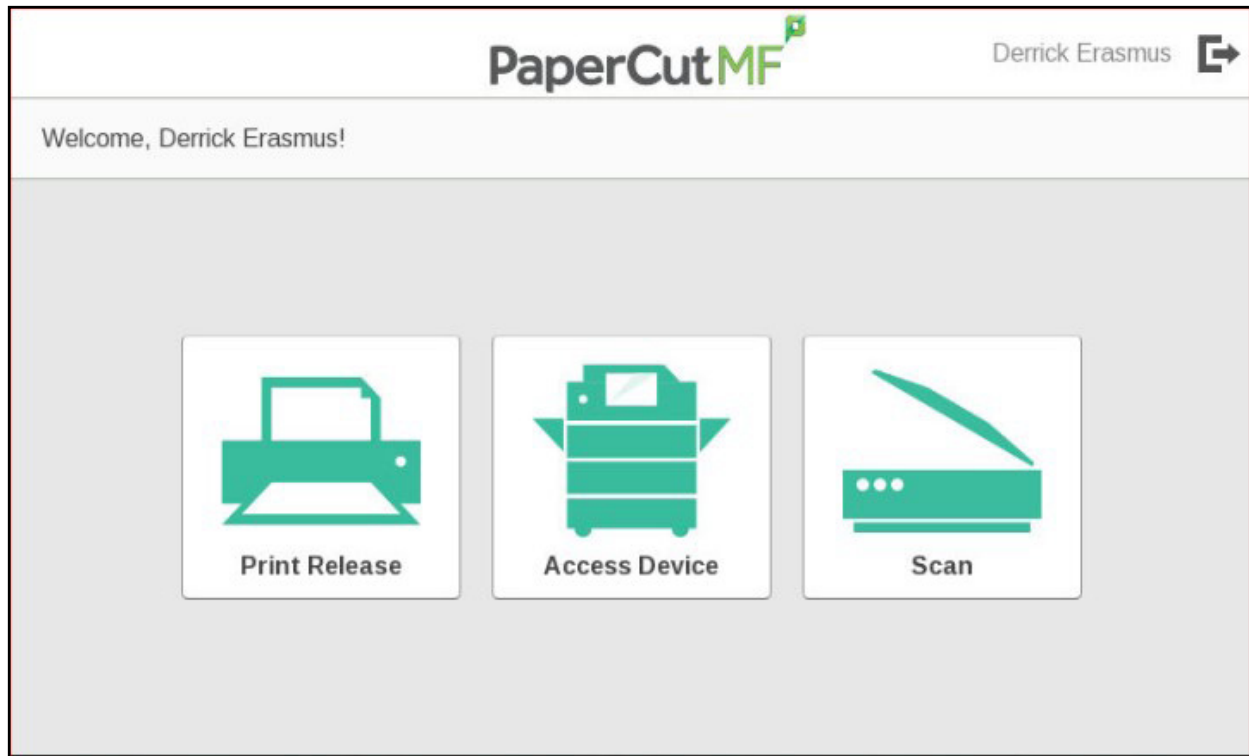 PaperCutMF
Derrick Erasmus
Welcome, Derrick Erasmus!
Print Release
Access Device
Scan